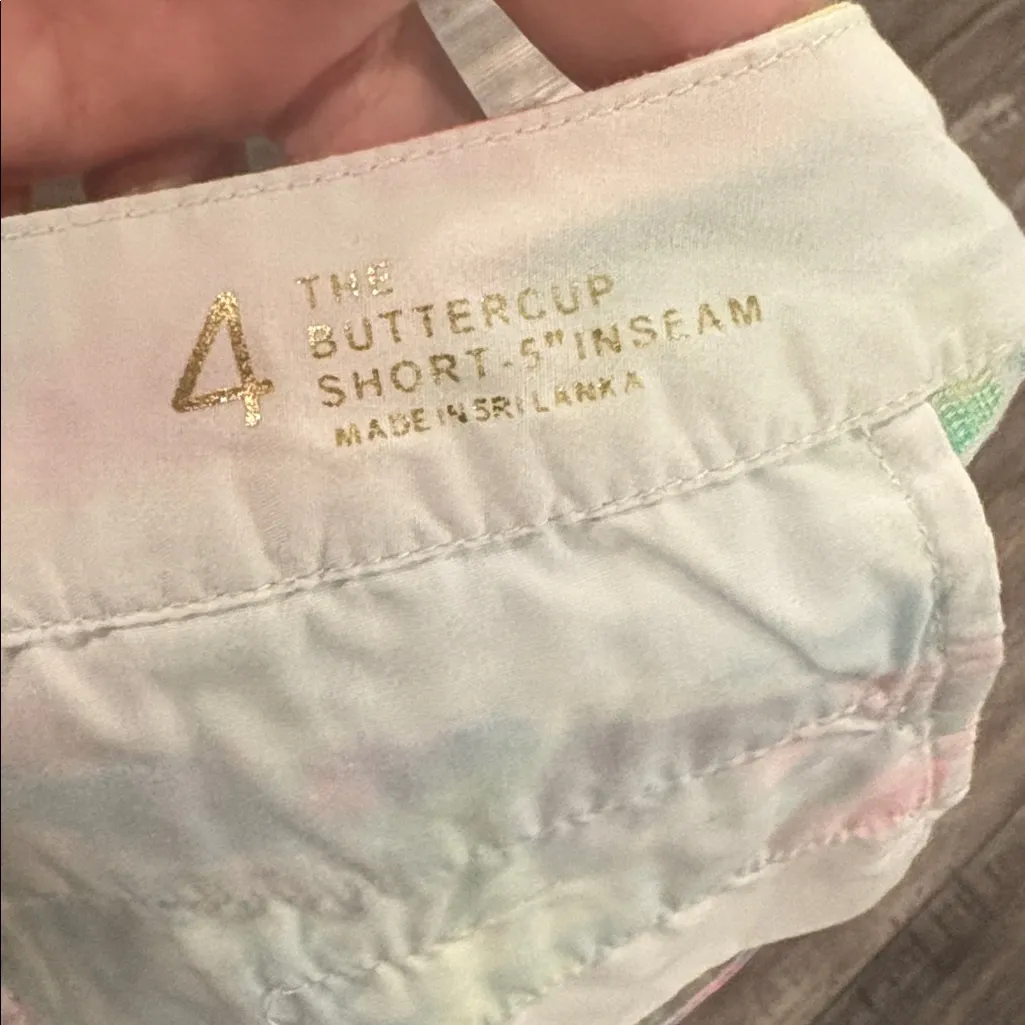 4
THE
BUTTERCUP
SHORT-5" INSEAM
MADE IN SRI LANKA